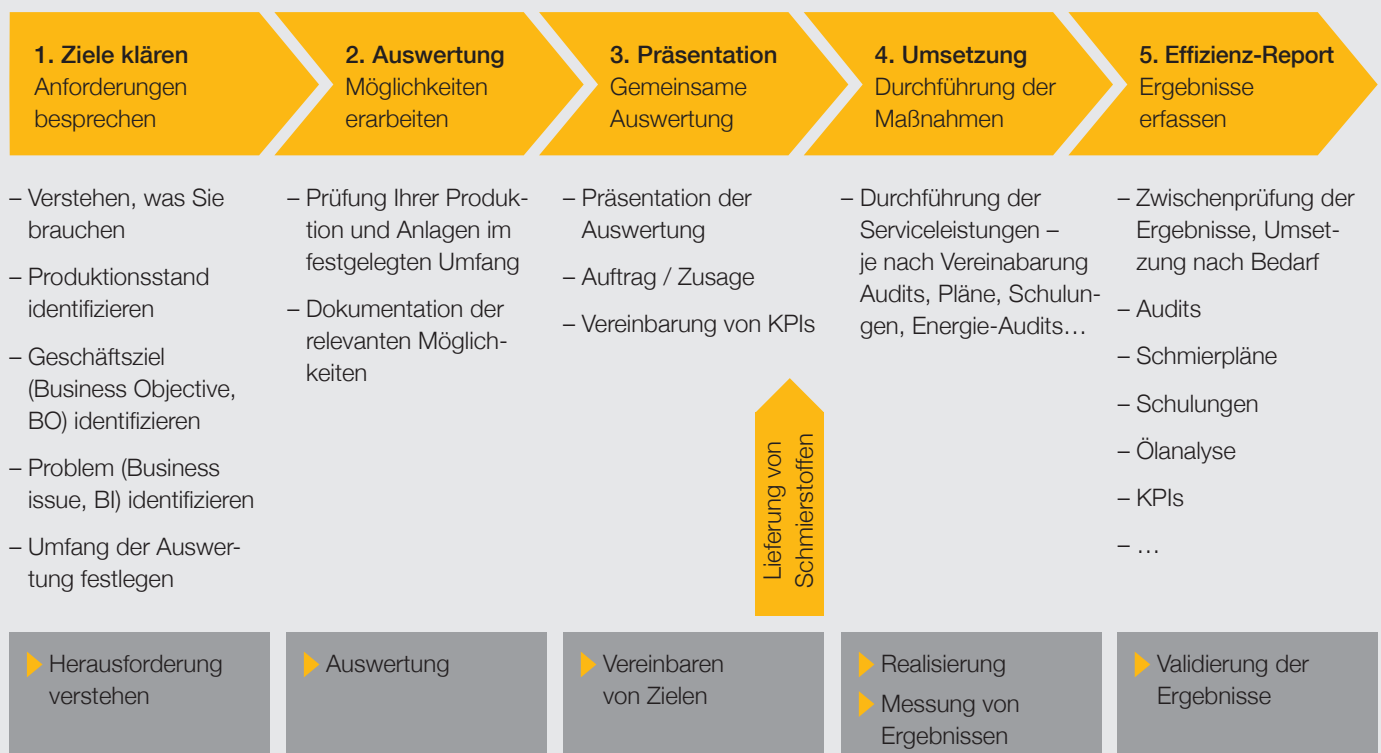 1. Ziele klären
Anforderungen
besprechen
2. Auswertung
Möglichkeiten
erarbeiten
3. Präsentation
Gemeinsame
Auswertung
4. Umsetzung
Durchführung der
Maßnahmen
5. Effizienz-Report
Ergebnisse
erfassen
– Verstehen, was Sie
brauchen
– Produktionsstand
identifizieren
– Geschäftsziel
(Business Objective,
BO) identifizieren
– Problem (Business
issue, BI) identifizieren
– Umfang der Auswer-
tung festlegen
– Prüfung Ihrer Produk-
tion und Anlagen im
festgelegten Umfang
– Dokumentation der
relevanten Möglich-
keiten
– Präsentation der
Auswertung
– Auftrag / Zusage
– Vereinbarung von KPIs
Lieferung von
Schmierstoffen
– Durchführung der
Serviceleistungen –
je nach Vereinabarung
Audits, Pläne, Schulun-
gen, Energie-Audits…
– Zwischenprüfung der
Ergebnisse, Umset-
zung nach Bedarf
– Audits
– Schmierpläne
– Schulungen
– Ölanalyse
– KPIs
– …
Herausforderung
verstehen
Auswertung
Vereinbaren
von Zielen
Realisierung
Messung von
Ergebnissen
Validierung der
Ergebnisse